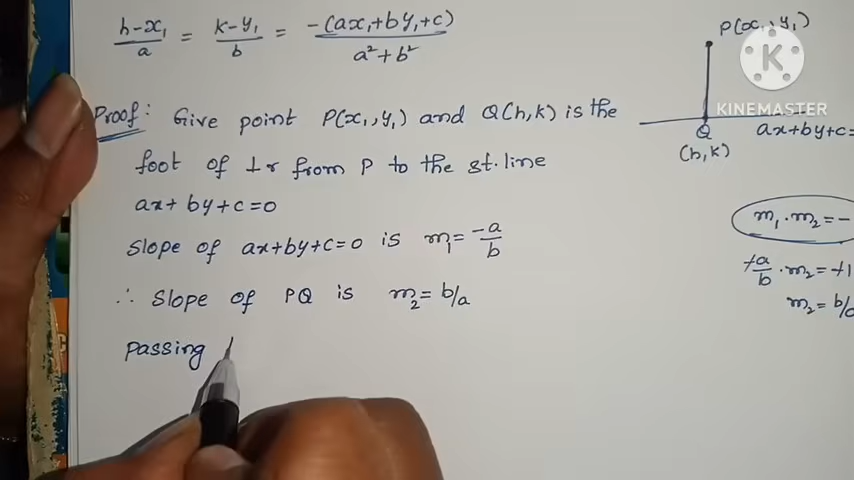 h-x₁/a = k-y₁/b = -(ax₁+by₁+c)/a²+b²
Proof: Give point P(x₁,y₁) and Q(h,k) is the
foot of ⊥r from P to the st.line
ax+by+c=0
Slope of ax+by+c=0 is m₁=-a/b
∴ Slope of PQ is m₂=b/a
Passing
P(x₁,y₁)
K
KINEMASTER
Q
(h,k)
ax+by+c=
m₁·m₂=-
+a/b·m₂=+1
m₂=b/